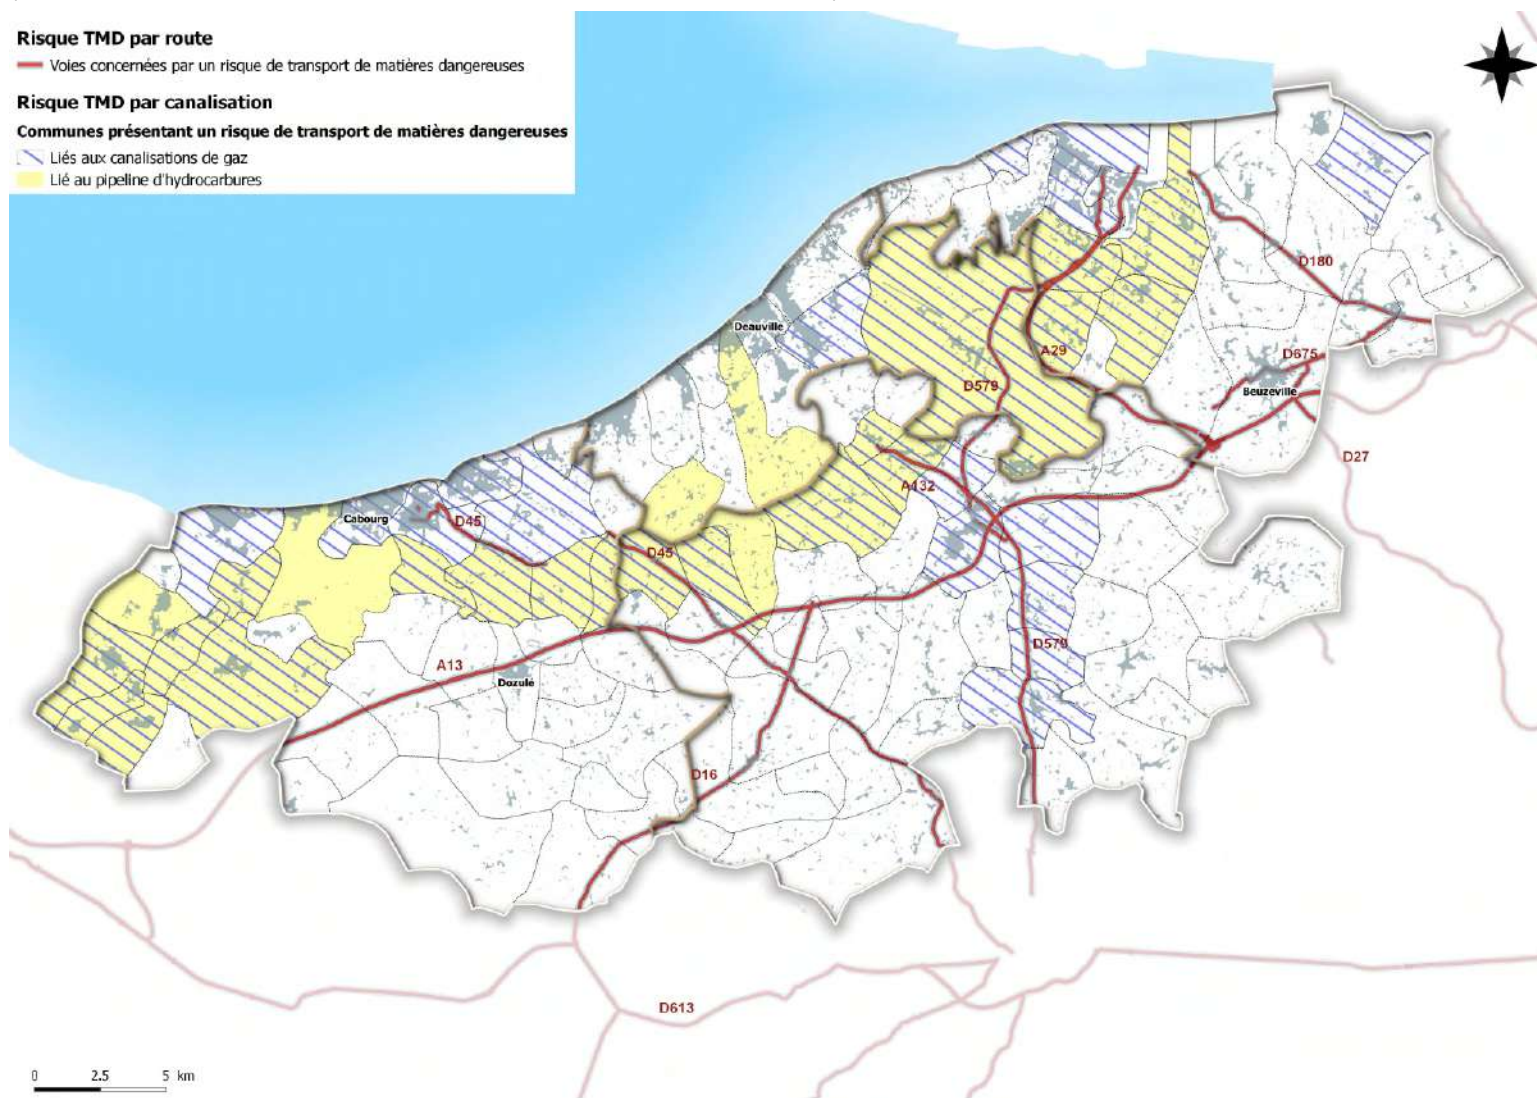 Risque TMD par route
Voies concernées par un risque de transport de matières dangereuses
Risque TMD par canalisation
Communes présentant un risque de transport de matières dangereuses
Liés aux canalisations de gaz
Lié au pipeline d'hydrocarbures
D180
Deauville
A29
D675
D579
Beuzeville
D27
A132
Cabourg
D45
D45
D579
A13
Dozulé
D16
D613
0 2.5 5 km